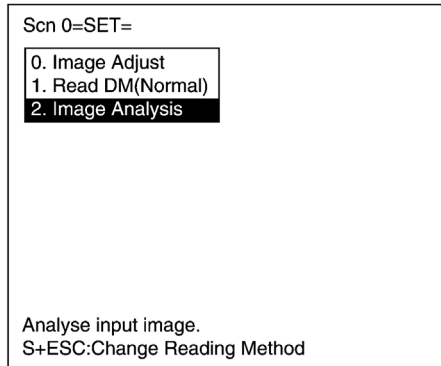 Scn 0=SET=
0. Image Adjust
1. Read DM(Normal)
2. Image Analysis
Analyse input image.
S+ESC:Change Reading Method